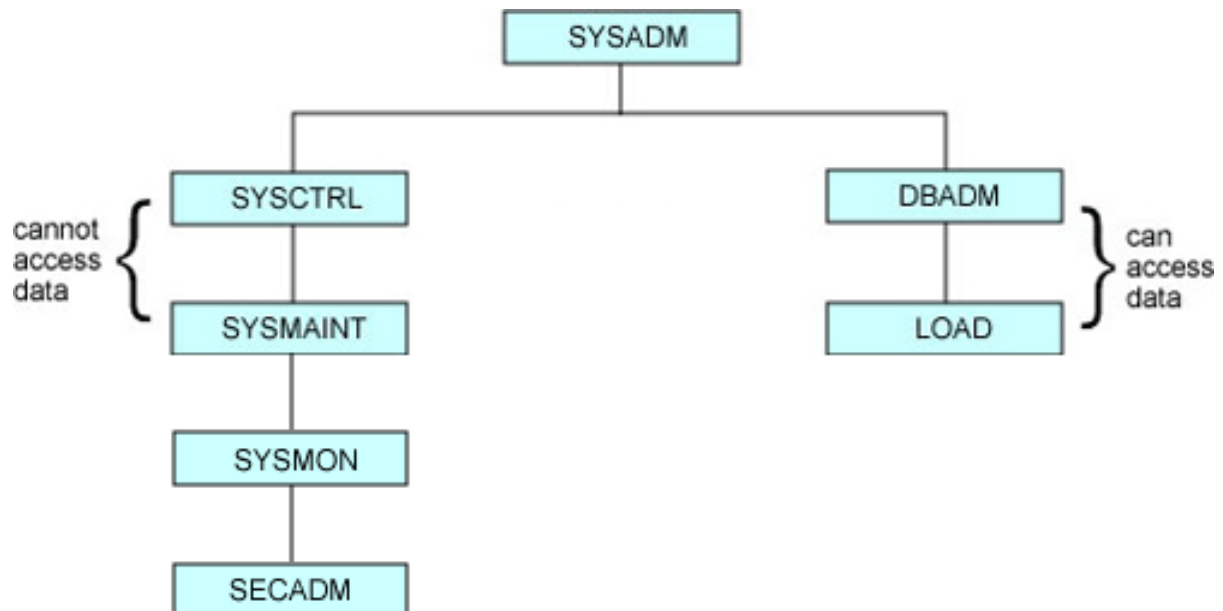 SYSADM
SYSCTRL
DBADM
cannot
access
data
can
access
data
SYSMAINT
LOAD
SYSMON
SECADM